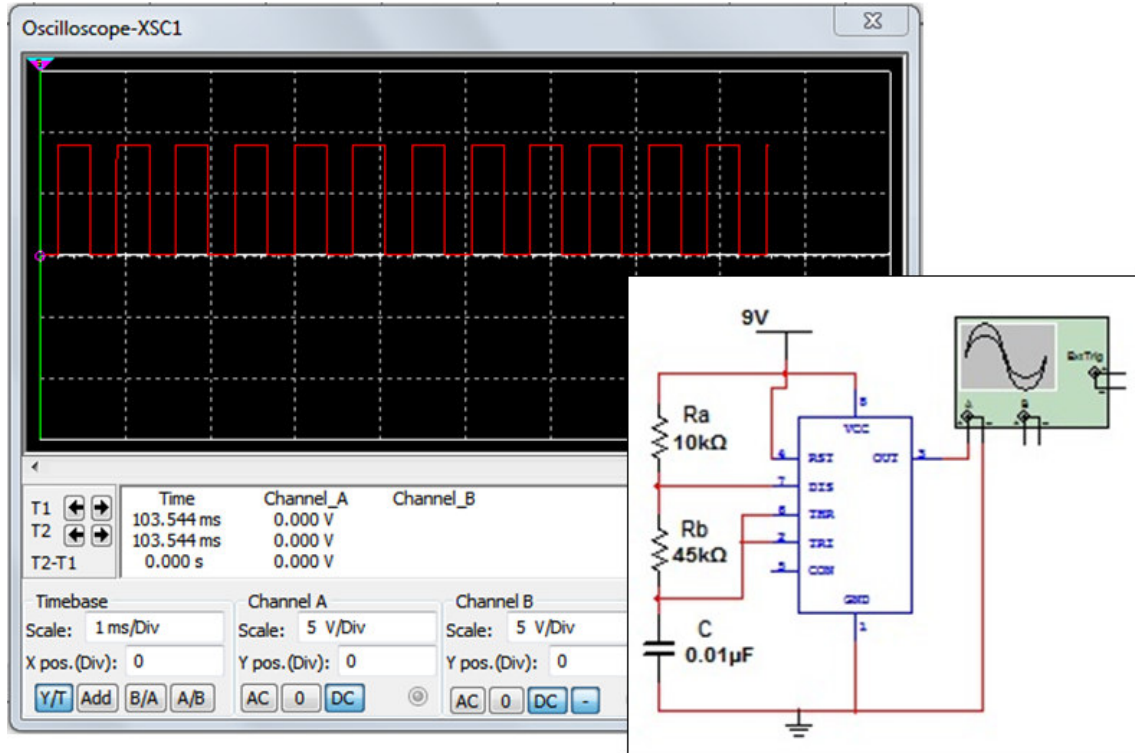 Oscilloscope-XSC1
Time Channel_A Channel_B
T1 103.544 ms 0.000 V
T2 103.544 ms 0.000 V
T2-T1 0.000 s 0.000 V
Timebase
Scale: 1 ms/Div
X pos.(Div): 0
Y/T Add B/A A/B
Channel A
Scale: 5 V/Div
Y pos.(Div): 0
AC 0 DC
Channel B
Scale: 5 V/Div
Y pos.(Div): 0
AC 0 DC -
9V
Ra
10kΩ
Rb
45kΩ
C
0.01µF
8
VCC
4 RST OUT 3
7 DIS
6 THR
2 TRI
5 CON
GND
1
Ext Trig
A B